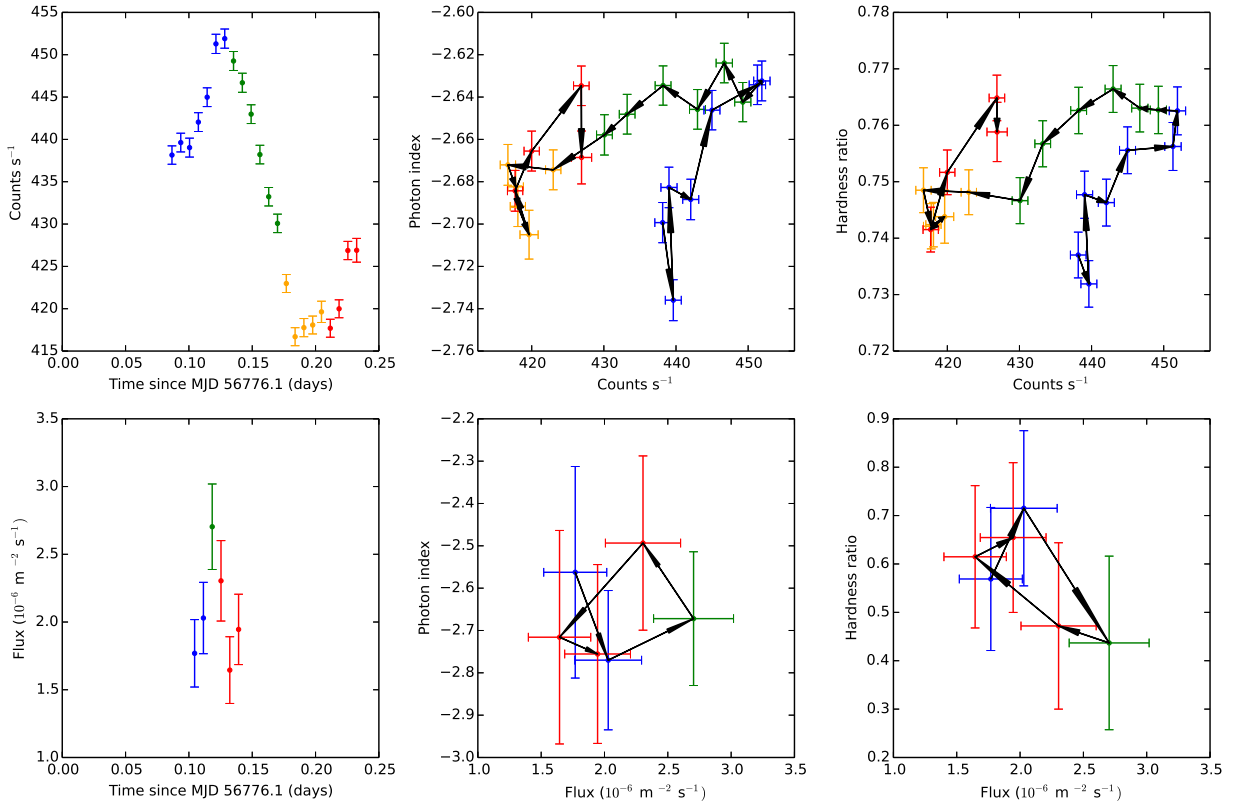 455
450
445
440
435
430
425
420
415
0.00 0.05 0.10 0.15 0.20 0.25
Counts s⁻¹
Time since MJD 56776.1 (days)
−2.60
−2.62
−2.64
−2.66
−2.68
−2.70
−2.72
−2.74
−2.76
420 430 440 450
Photon index
Counts s⁻¹
0.78
0.77
0.76
0.75
0.74
0.73
0.72
420 430 440 450
Hardness ratio
Counts s⁻¹
3.5
3.0
2.5
2.0
1.5
1.0
0.00 0.05 0.10 0.15 0.20 0.25
Flux (10⁻⁶ m⁻² s⁻¹)
Time since MJD 56776.1 (days)
−2.2
−2.3
−2.4
−2.5
−2.6
−2.7
−2.8
−2.9
−3.0
1.0 1.5 2.0 2.5 3.0 3.5
Photon index
Flux (10⁻⁶ m⁻² s⁻¹)
0.9
0.8
0.7
0.6
0.5
0.4
0.3
0.2
1.0 1.5 2.0 2.5 3.0 3.5
Hardness ratio
Flux (10⁻⁶ m⁻² s⁻¹)